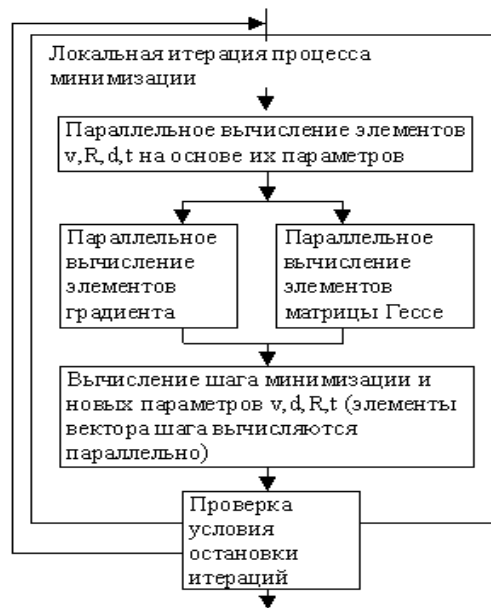 Локальная итерация процесса
минимизации
Параллельное вычисление элементов
v,R,d,t на основе их параметров
Параллельное
вычисление
элементов
градиента
Параллельное
вычисление
элементов
матрицы Гессе
Вычисление шага минимизации и
новых параметров v,d,R,t (элементы
вектора шага вычисляются
параллельно)
Проверка
условия
остановки
итераций